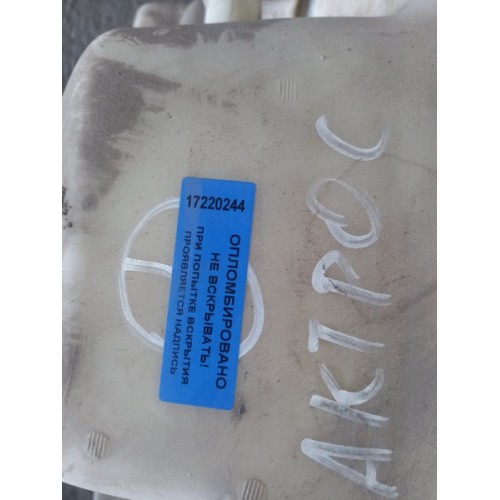 17220244
ОПЛОМБИРОВАНО
НЕ ВСКРЫВАТЬ!
ПРИ ПОПЫТКЕ ВСКРЫТИЯ
ПРОЯВЛЯЕТСЯ НАДПИСЬ
АКТРОС